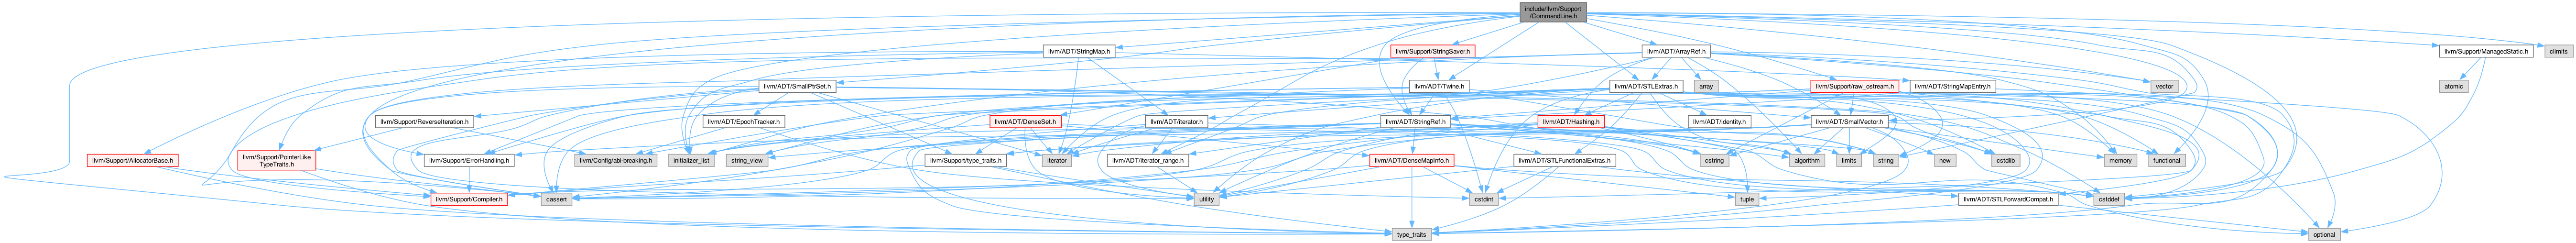 include/llvm/Support
/CommandLine.h
llvm/ADT/StringMap.h
llvm/Support/StringSaver.h
llvm/ADT/ArrayRef.h
llvm/Support/ManagedStatic.h
climits
llvm/ADT/SmallPtrSet.h
llvm/ADT/Twine.h
llvm/ADT/STLExtras.h
array
llvm/Support/raw_ostream.h
llvm/ADT/StringMapEntry.h
atomic
vector
llvm/Support/ReverseIteration.h
llvm/ADT/EpochTracker.h
llvm/ADT/DenseSet.h
llvm/ADT/iterator.h
llvm/ADT/StringRef.h
llvm/ADT/Hashing.h
llvm/ADT/identity.h
llvm/ADT/SmallVector.h
llvm/Support/AllocatorBase.h
llvm/Support/PointerLike
TypeTraits.h
llvm/Support/ErrorHandling.h
llvm/Config/abi-breaking.h
initializer_list
string_view
llvm/Support/type_traits.h
iterator
llvm/ADT/iterator_range.h
llvm/ADT/DenseMapInfo.h
llvm/ADT/STLFunctionalExtras.h
cstring
algorithm
limits
string
new
cstdlib
memory
functional
llvm/Support/Compiler.h
cassert
utility
cstdint
tuple
llvm/ADT/STLForwardCompat.h
cstddef
type_traits
optional